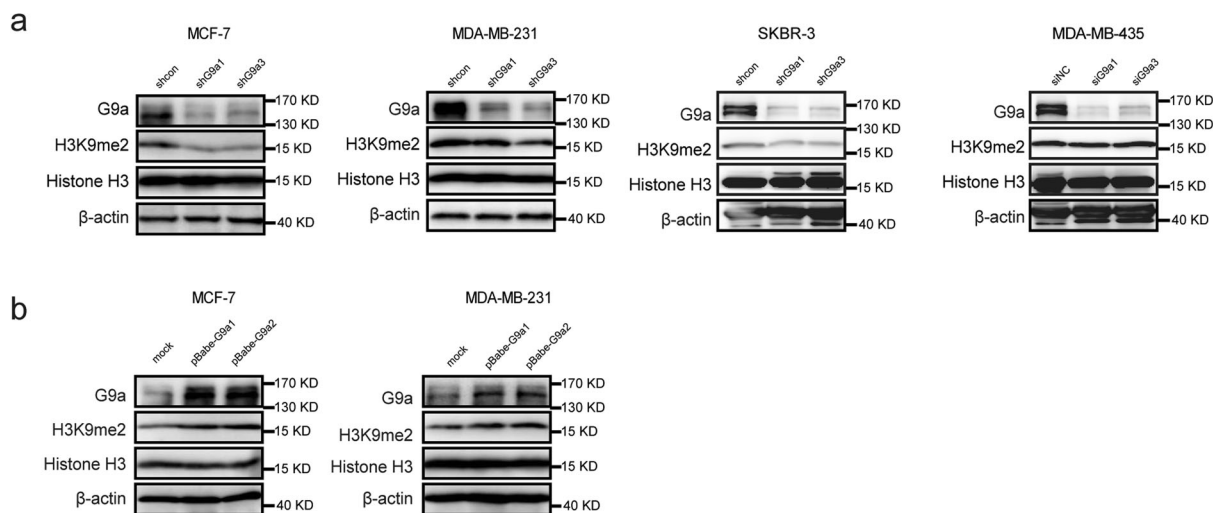 a
MCF-7
shcon shG9a1 shG9a3
G9a
170 KD
130 KD
H3K9me2
15 KD
Histone H3
15 KD
β-actin
40 KD
MDA-MB-231
shcon shG9a1 shG9a3
G9a
170 KD
130 KD
H3K9me2
15 KD
Histone H3
15 KD
β-actin
40 KD
SKBR-3
shcon shG9a1 shG9a3
G9a
170 KD
130 KD
H3K9me2
15 KD
Histone H3
15 KD
β-actin
40 KD
MDA-MB-435
siNC siG9a1 siG9a3
G9a
170 KD
130 KD
H3K9me2
15 KD
Histone H3
15 KD
β-actin
40 KD
b
MCF-7
mock pBabe-G9a1 pBabe-G9a2
G9a
170 KD
130 KD
H3K9me2
15 KD
Histone H3
15 KD
β-actin
40 KD
MDA-MB-231
mock pBabe-G9a1 pBabe-G9a2
G9a
170 KD
130 KD
H3K9me2
15 KD
Histone H3
15 KD
β-actin
40 KD